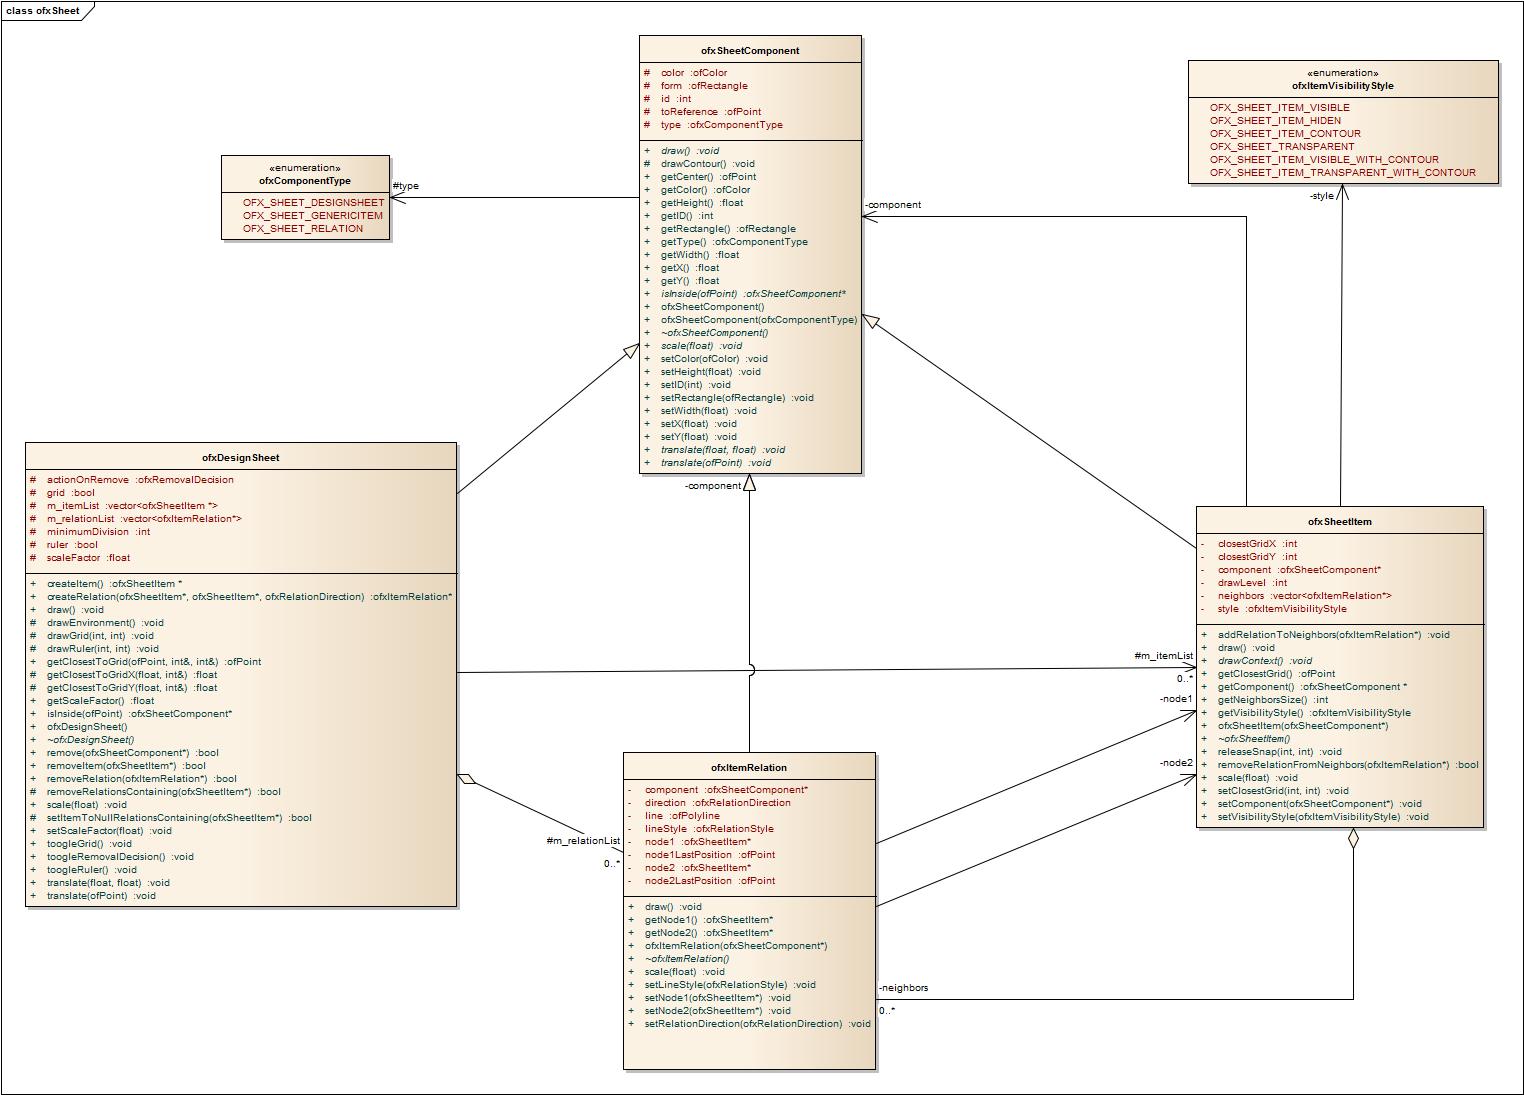 class ofxSheet
ofxSheetComponent
# color :ofColor
# form :ofRectangle
# id :int
# toReference :ofPoint
# type :ofxComponentType
+ draw() :void
# drawContour() :void
+ getCenter() :ofPoint
+ getColor() :ofColor
+ getHeight() :float
+ getID() :int
+ getRectangle() :ofRectangle
+ getType() :ofxComponentType
+ getWidth() :float
+ getX() :float
+ getY() :float
+ isInside(ofPoint) :ofxSheetComponent*
+ ofxSheetComponent()
+ ofxSheetComponent(ofxComponentType)
+ ~ofxSheetComponent()
+ scale(float) :void
+ setColor(ofColor) :void
+ setHeight(float) :void
+ setID(int) :void
+ setRectangle(ofRectangle) :void
+ setWidth(float) :void
+ setX(float) :void
+ setY(float) :void
+ translate(float, float) :void
+ translate(ofPoint) :void
«enumeration»
ofxItemVisibilityStyle
OFX_SHEET_ITEM_VISIBLE
OFX_SHEET_ITEM_HIDEN
OFX_SHEET_ITEM_CONTOUR
OFX_SHEET_TRANSPARENT
OFX_SHEET_ITEM_VISIBLE_WITH_CONTOUR
OFX_SHEET_ITEM_TRANSPARENT_WITH_CONTOUR
«enumeration»
ofxComponentType
OFX_SHEET_DESIGNSHEET
OFX_SHEET_GENERICITEM
OFX_SHEET_RELATION
#type
-component
-style
-component
ofxDesignSheet
# actionOnRemove :ofxRemovalDecision
# grid :bool
# m_itemList :vector<ofxSheetItem *>
# m_relationList :vector<ofxItemRelation*>
# minimumDivision :int
# ruler :bool
# scaleFactor :float
+ createItem() :ofxSheetItem *
+ createRelation(ofxSheetItem*, ofxSheetItem*, ofxRelationDirection) :ofxItemRelation*
+ draw() :void
# drawEnvironment() :void
# drawGrid(int, int) :void
# drawRuler(int, int) :void
+ getClosestToGrid(ofPoint, int&, int&) :ofPoint
# getClosestToGridX(float, int&) :float
# getClosestToGridY(float, int&) :float
+ getScaleFactor() :float
+ isInside(ofPoint) :ofxSheetComponent*
+ ofxDesignSheet()
+ ~ofxDesignSheet()
+ remove(ofxSheetComponent*) :bool
+ removeItem(ofxSheetItem*) :bool
+ removeRelation(ofxItemRelation*) :bool
# removeRelationsContaining(ofxSheetItem*) :bool
+ scale(float) :void
# setItemToNullRelationsContaining(ofxSheetItem*) :bool
+ setScaleFactor(float) :void
+ toogleGrid() :void
+ toogleRemovalDecision() :void
+ toogleRuler() :void
+ translate(float, float) :void
+ translate(ofPoint) :void
ofxSheetItem
- closestGridX :int
- closestGridY :int
- component :ofxSheetComponent*
- drawLevel :int
- neighbors :vector<ofxItemRelation*>
- style :ofxItemVisibilityStyle
+ addRelationToNeighbors(ofxItemRelation*) :void
+ draw() :void
+ drawContext() :void
+ getClosestGrid() :ofPoint
+ getComponent() :ofxSheetComponent *
+ getNeighborsSize() :int
+ getVisibilityStyle() :ofxItemVisibilityStyle
+ ofxSheetItem(ofxSheetComponent*)
+ ~ofxSheetItem()
+ releaseSnap(int, int) :void
+ removeRelationFromNeighbors(ofxItemRelation*) :bool
+ scale(float) :void
+ setClosestGrid(int, int) :void
+ setComponent(ofxSheetComponent*) :void
+ setVisibilityStyle(ofxItemVisibilityStyle) :void
#m_itemList
0..*
-node1
-node2
#m_relationList
0..*
ofxItemRelation
- component :ofxSheetComponent*
- direction :ofxRelationDirection
- line :ofPolyline
- lineStyle :ofxRelationStyle
- node1 :ofxSheetItem*
- node1LastPosition :ofPoint
- node2 :ofxSheetItem*
- node2LastPosition :ofPoint
+ draw() :void
+ getNode1() :ofxSheetItem*
+ getNode2() :ofxSheetItem*
+ ofxItemRelation(ofxSheetComponent*)
+ ~ofxItemRelation()
+ scale(float) :void
+ setLineStyle(ofxRelationStyle) :void
+ setNode1(ofxSheetItem*) :void
+ setNode2(ofxSheetItem*) :void
+ setRelationDirection(ofxRelationDirection) :void
-neighbors
0..*